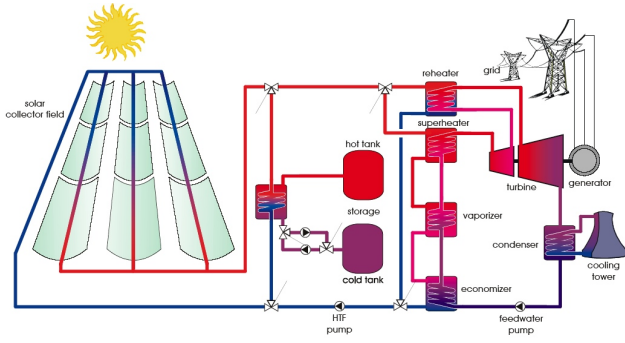 solar
collector field
reheater
grid
superheater
hot tank
turbine
generator
storage
vaporizer
condenser
cold tank
cooling
tower
economizer
HTF
pump
feedwater
pump